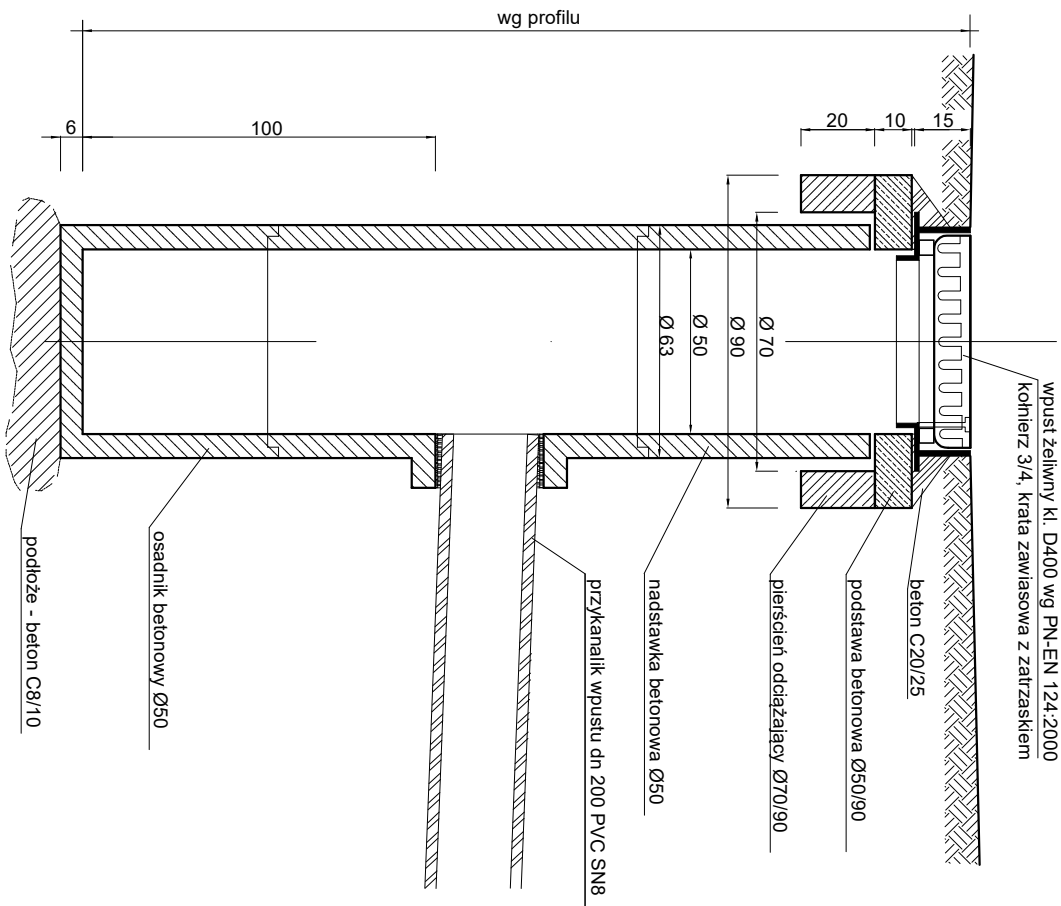 wg profilu
6
100
20
10
15
Ø 63
Ø 50
Ø 90
Ø 70
wpust żeliwny kl. D400 wg PN-EN 124:2000
kołnierz 3/4, krata zawiasowa z zatrzaskiem
beton C20/25
podstawa betonowa Ø50/90
pierścień odciążający Ø70/90
nadstawka betonowa Ø50
przykanalik wpustu dn 200 PVC SN8
osadnik betonowy Ø50
podłoże - beton C8/10